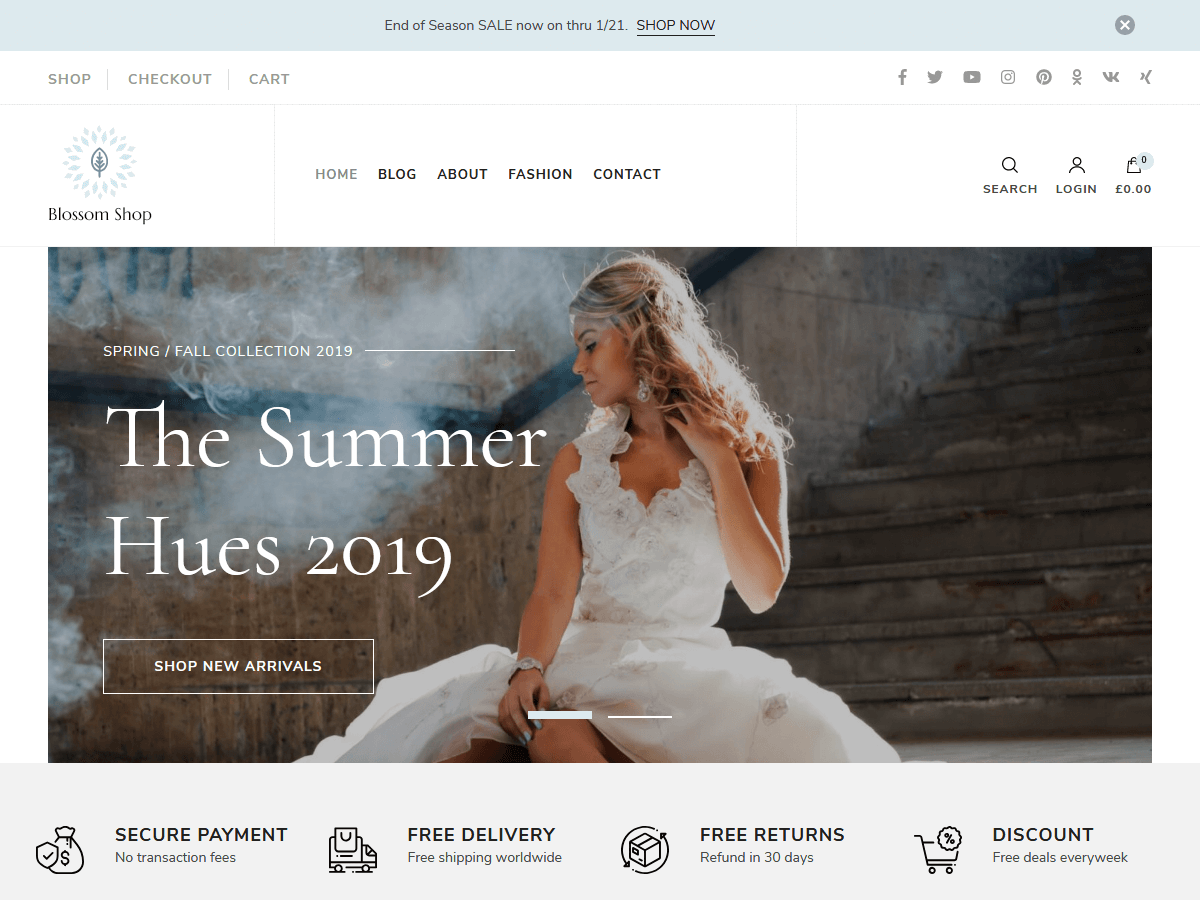 End of Season SALE now on thru 1/21. SHOP NOW
SHOP CHECKOUT CART
Blossom Shop
HOME BLOG ABOUT FASHION CONTACT
0
SEARCH LOGIN £0.00
SPRING / FALL COLLECTION 2019
The Summer
Hues 2019
SHOP NEW ARRIVALS
SECURE PAYMENT
No transaction fees
FREE DELIVERY
Free shipping worldwide
FREE RETURNS
Refund in 30 days
DISCOUNT
Free deals everyweek